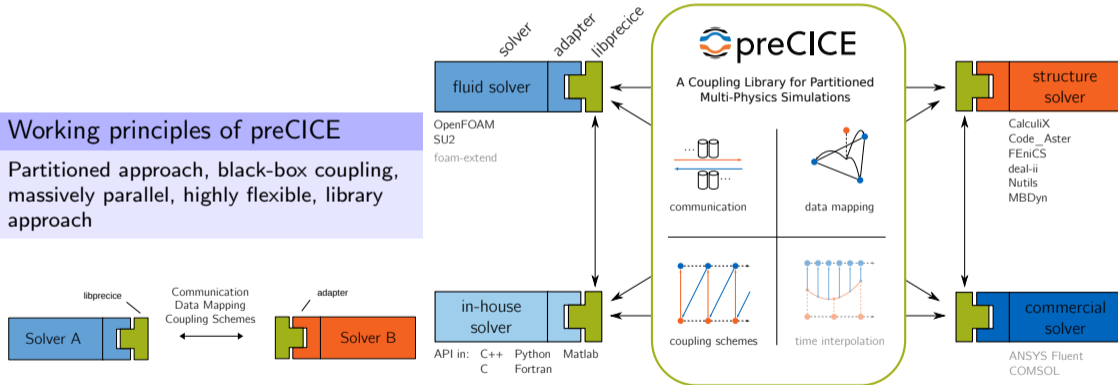 Working principles of preCICE
Partitioned approach, black-box coupling,
massively parallel, highly flexible, library
approach
libprecice
Communication
Data Mapping
Coupling Schemes
adapter
Solver A
Solver B
solver
adapter
libprecice
fluid solver
OpenFOAM
SU2
foam-extend
in-house
solver
API in: C++ Python Matlab
C Fortran
preCICE
A Coupling Library for Partitioned
Multi-Physics Simulations
...
...
communication
data mapping
coupling schemes
time interpolation
structure
solver
CalculiX
Code_Aster
FEniCS
deal-ii
Nutils
MBDyn
commercial
solver
ANSYS Fluent
COMSOL